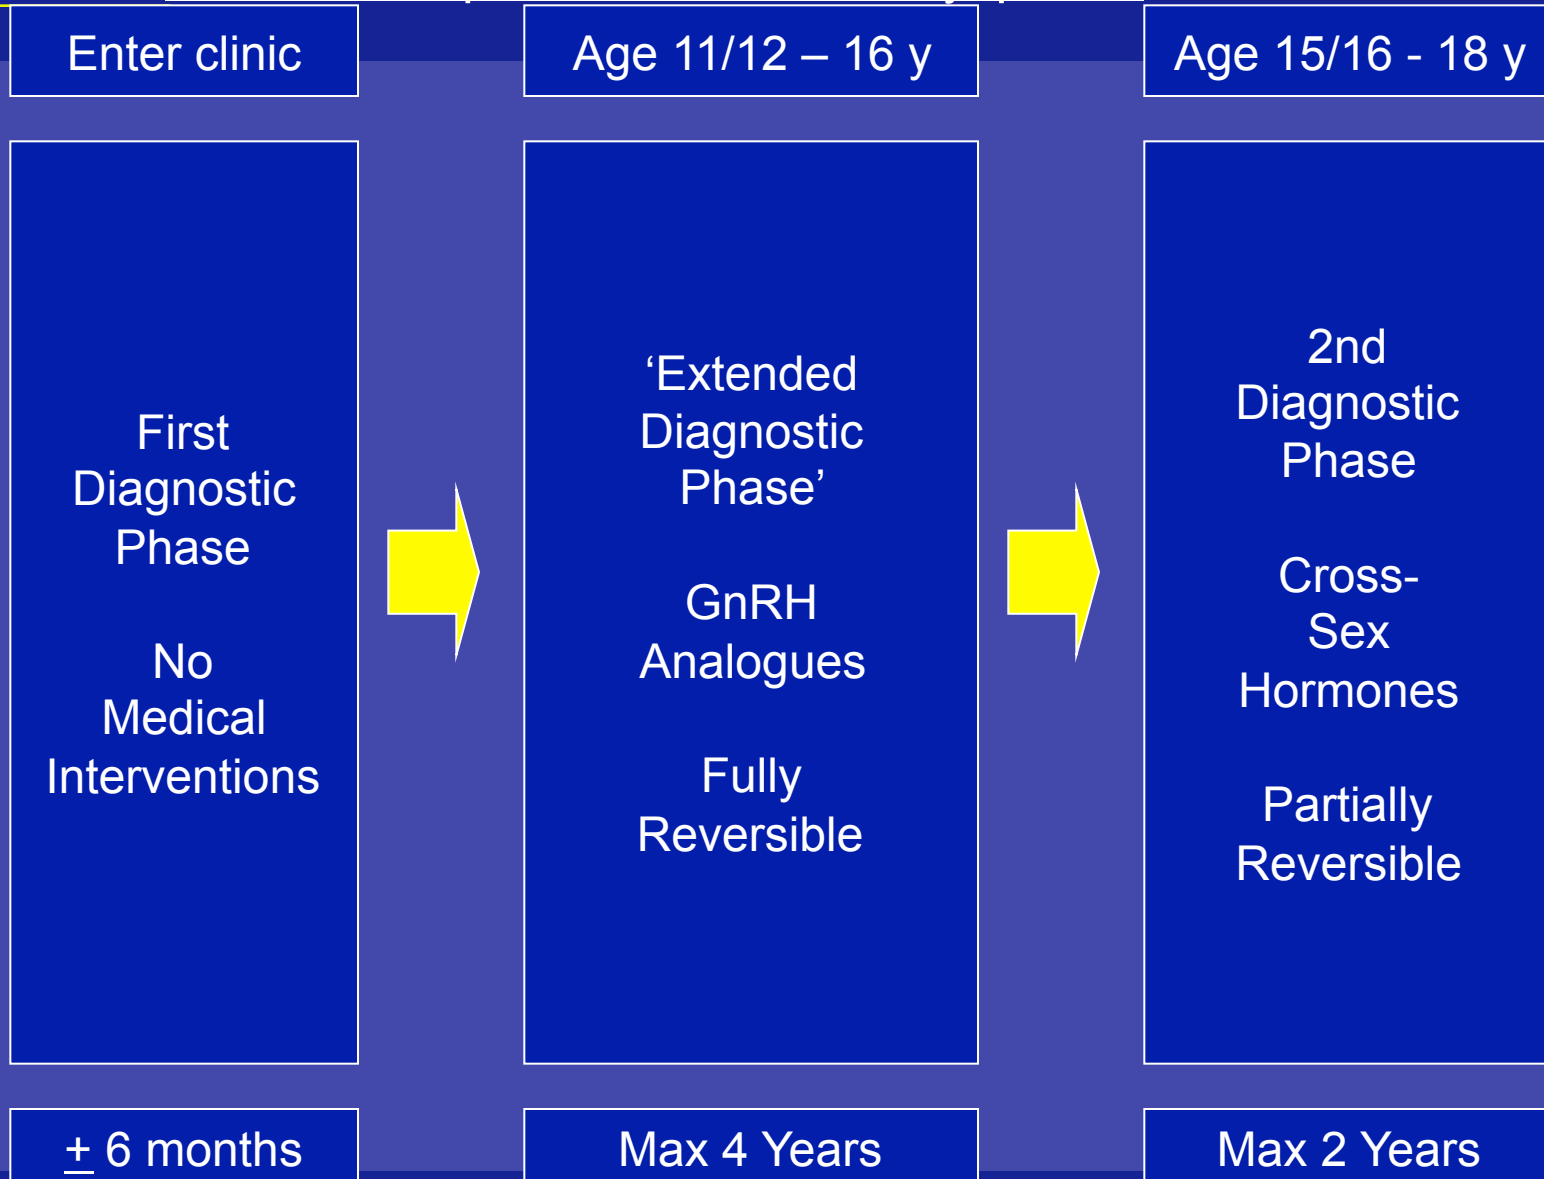 Enter clinic
Age 11/12 – 16 y
Age 15/16 - 18 y
First
Diagnostic
Phase
No
Medical
Interventions
‘Extended
Diagnostic
Phase’
GnRH
Analogues
Fully
Reversible
2nd
Diagnostic
Phase
Cross-
Sex
Hormones
Partially
Reversible
+ 6 months
Max 4 Years
Max 2 Years